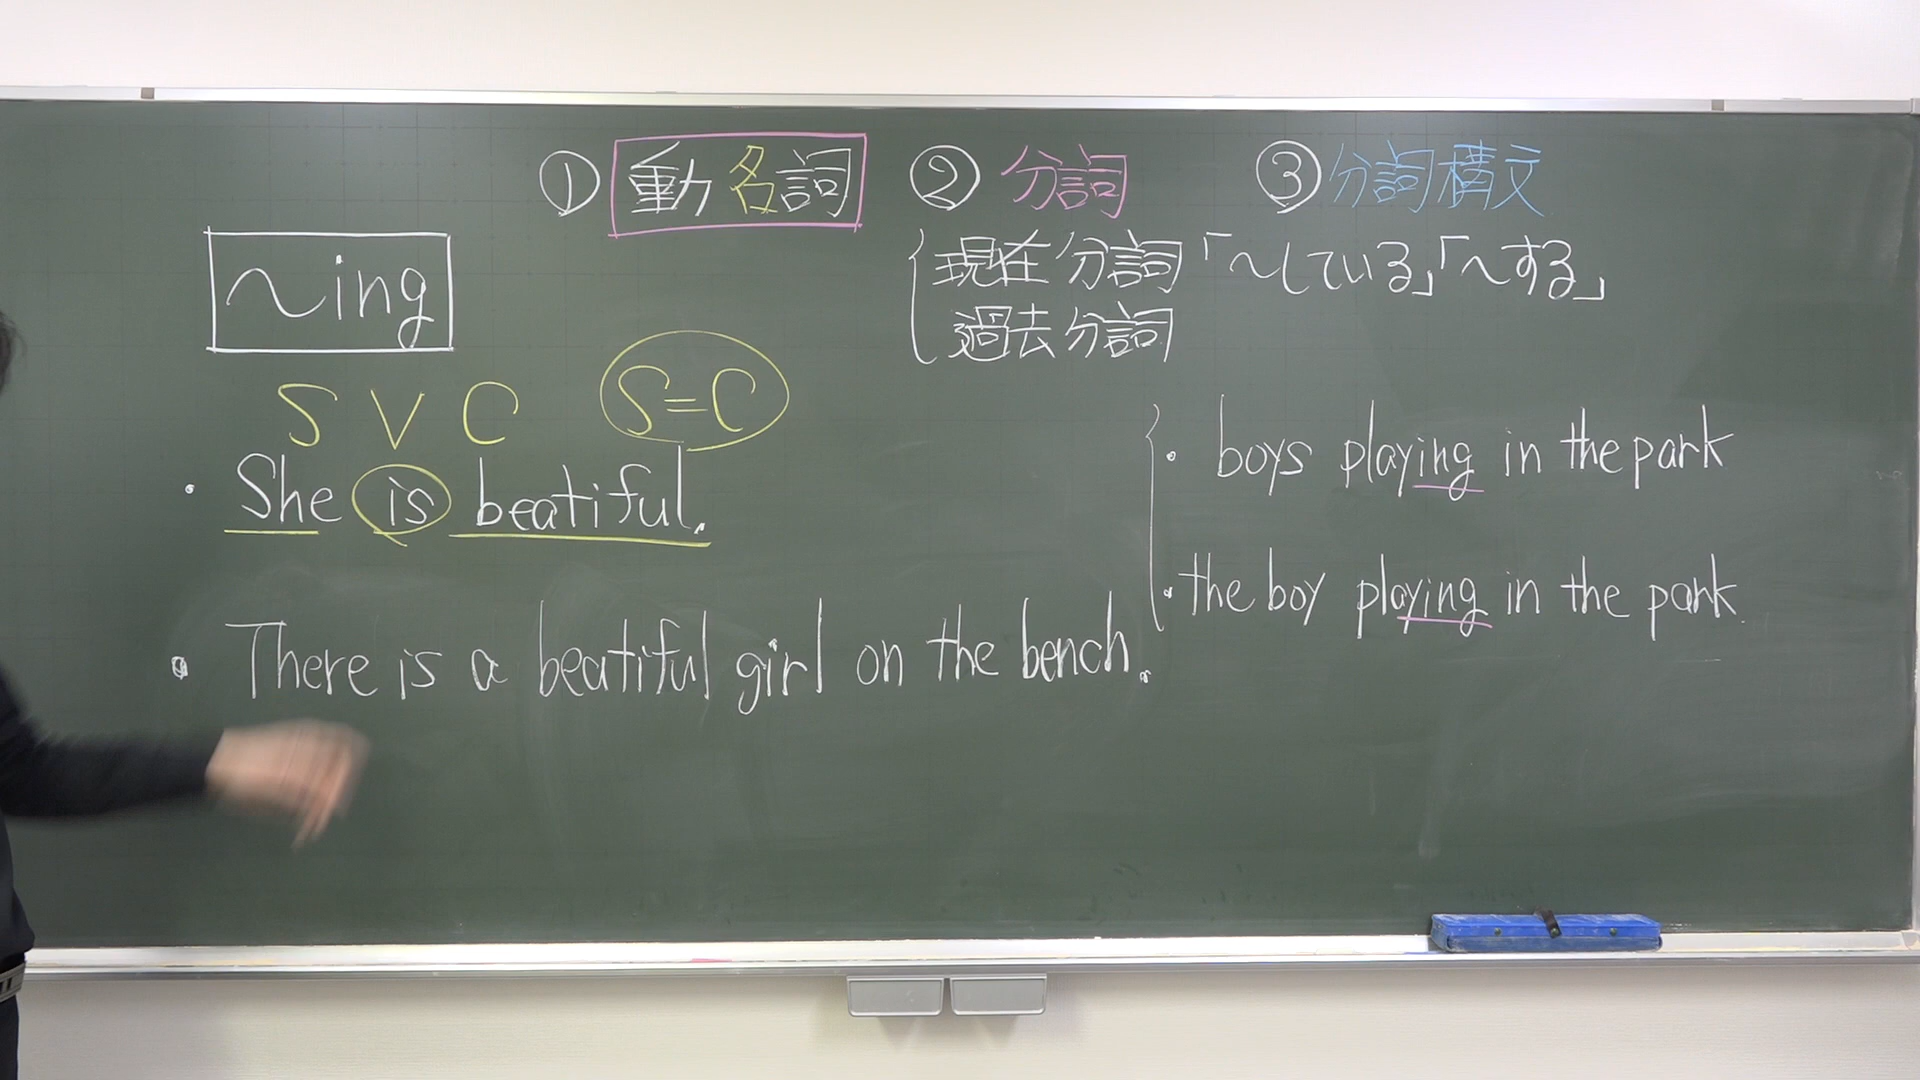 ① 動名詞 ② 分詞 ③ 分詞構文
~ing
現在分詞「~している」「~する」
過去分詞
S V C S=C
・She is beatiful.
・There is a beatiful girl on the bench.
・boys playing in the park
・the boy playing in the park.